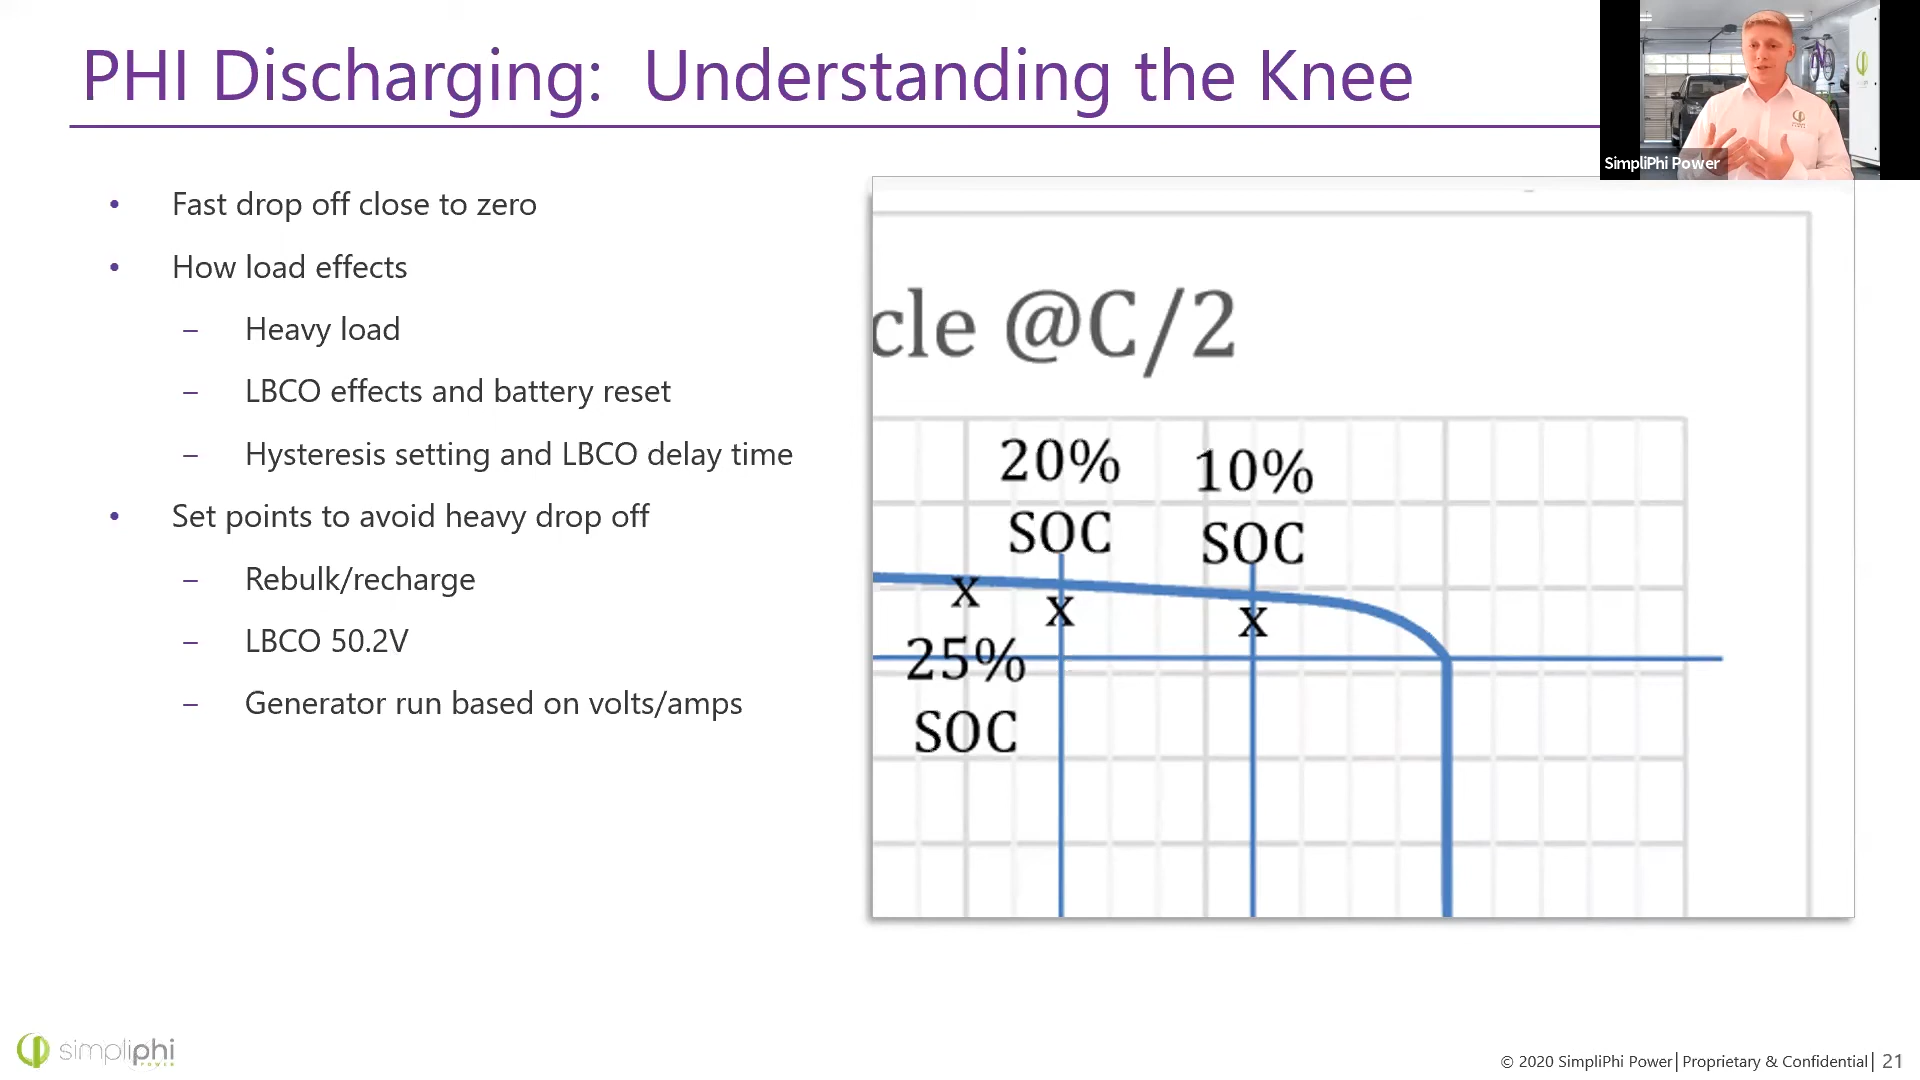 PHI Discharging: Understanding the Knee
SimpliPhi Power
• Fast drop off close to zero
• How load effects
– Heavy load
– LBCO effects and battery reset
– Hysteresis setting and LBCO delay time
• Set points to avoid heavy drop off
– Rebulk/recharge
– LBCO 50.2V
– Generator run based on volts/amps
cle @C/2
20%
SOC
10%
SOC
x
x
x
25%
SOC
simpliphi
POWER
© 2020 SimpliPhi Power| Proprietary & Confidential| 21